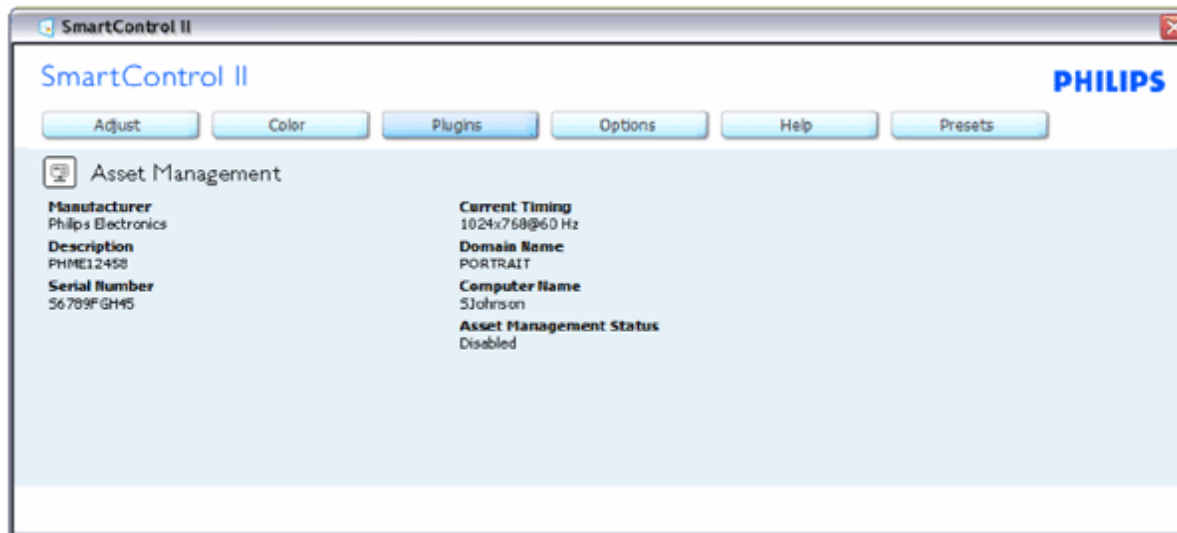 SmartControl II
SmartControl II
PHILIPS
Adjust Color Plugins Options Help Presets
Asset Management
Manufacturer Current Timing
Philips Electronics 1024x768@60 Hz
Description Domain Name
PHME12458 PORTRAIT
Serial Number Computer Name
S6789FGH45 SJohnson
Asset Management Status
Disabled